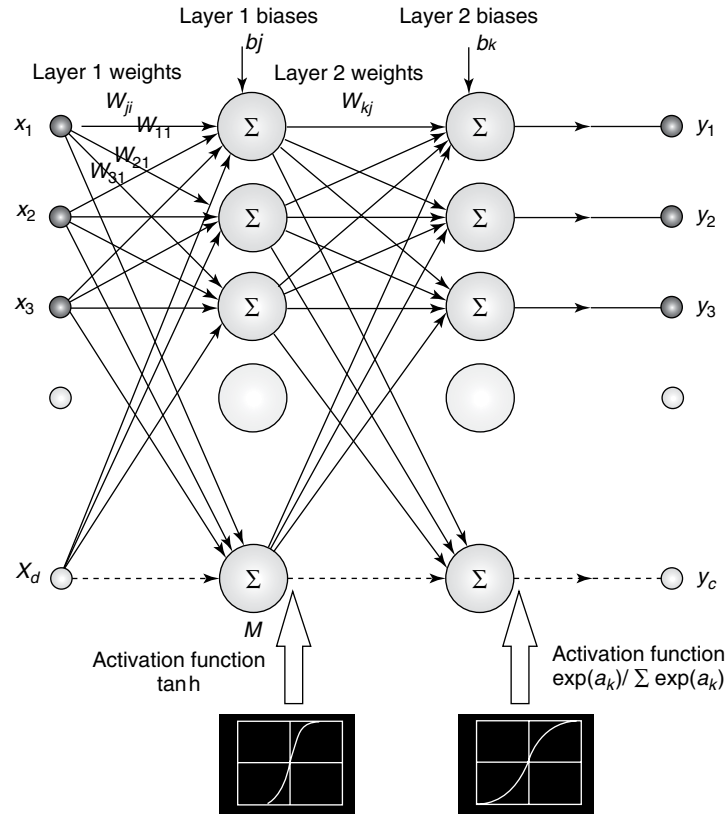 Layer 1 biases
bj
Layer 2 biases
bk
Layer 1 weights
Wji
Layer 2 weights
Wkj
x1
W11
Σ
Σ
y1
W21
W31
x2
Σ
Σ
y2
x3
Σ
Σ
y3
Xd
Σ
Σ
yc
M
Activation function
tanh
Activation function
exp(ak)/ Σ exp(ak)